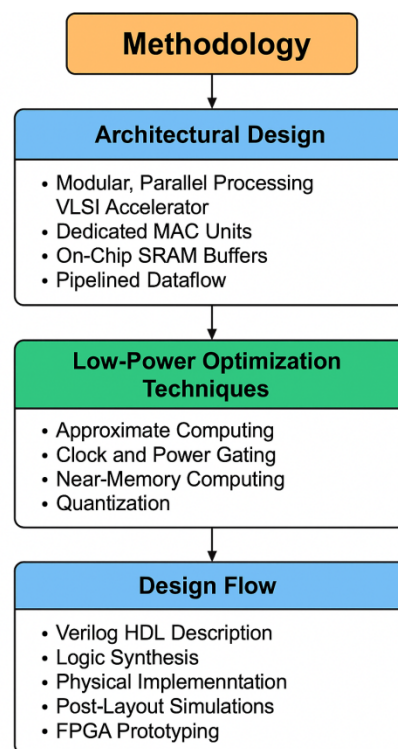 Methodology
Architectural Design
• Modular, Parallel Processing
VLSI Accelerator
• Dedicated MAC Units
• On-Chip SRAM Buffers
• Pipelined Dataflow
Low-Power Optimization
Techniques
• Approximate Computing
• Clock and Power Gating
• Near-Memory Computing
• Quantization
Design Flow
• Verilog HDL Description
• Logic Synthesis
• Physical Implemenntation
• Post-Layout Simulations
• FPGA Prototyping